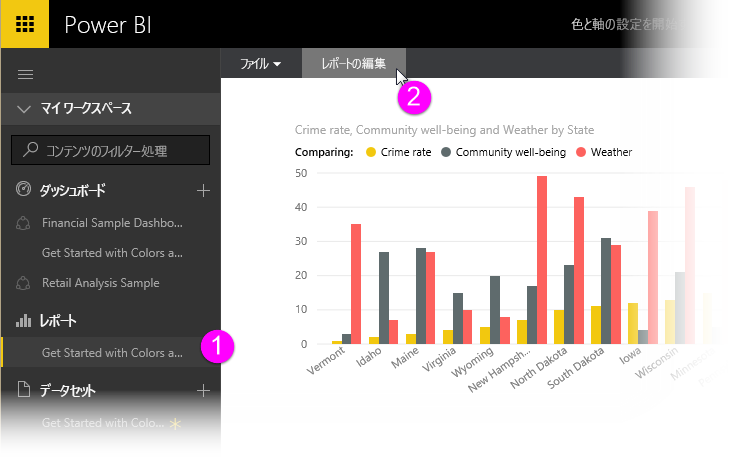 Power BI
色と軸の設定を開始
ファイル
レポートの編集
2
マイ ワークスペース
コンテンツのフィルター処理
ダッシュボード
Financial Sample Dashbo...
Get Started with Colors a...
Retail Analysis Sample
レポート
1
Get Started with Colors a...
データセット
Get Started with Colo...
Crime rate, Community well-being and Weather by State
Comparing: Crime rate Community well-being Weather
50
40
30
20
10
0
Vermont
Idaho
Maine
Virginia
Wyoming
New Hampsh...
North Dakota
South Dakota
Iowa
Wisconsin